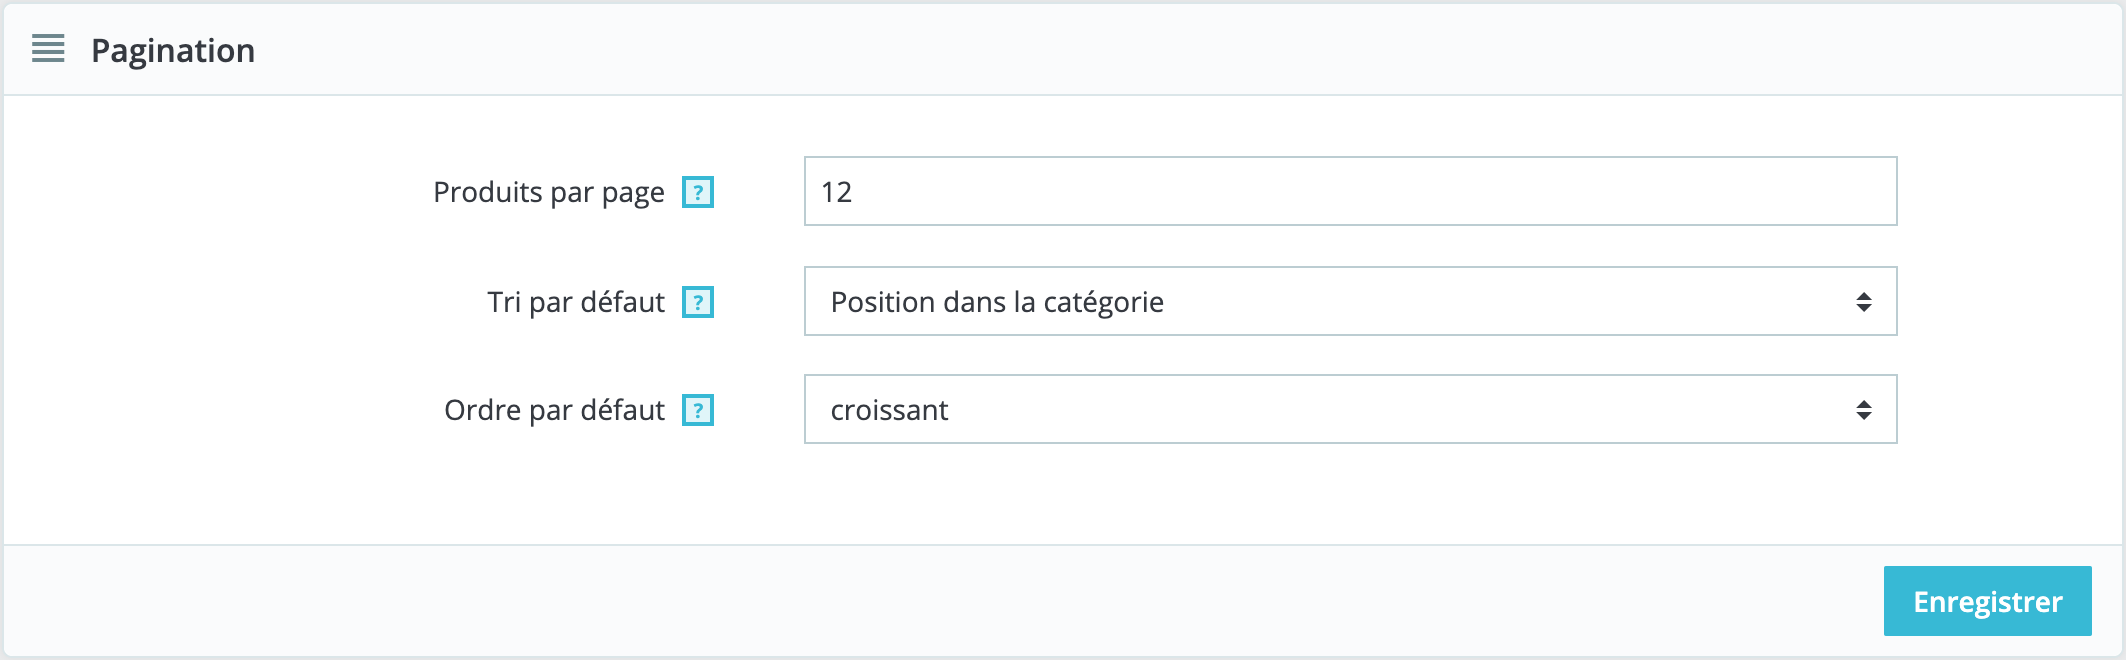 Pagination
Produits par page ? 12
Tri par défaut ? Position dans la catégorie
Ordre par défaut ? croissant
Enregistrer